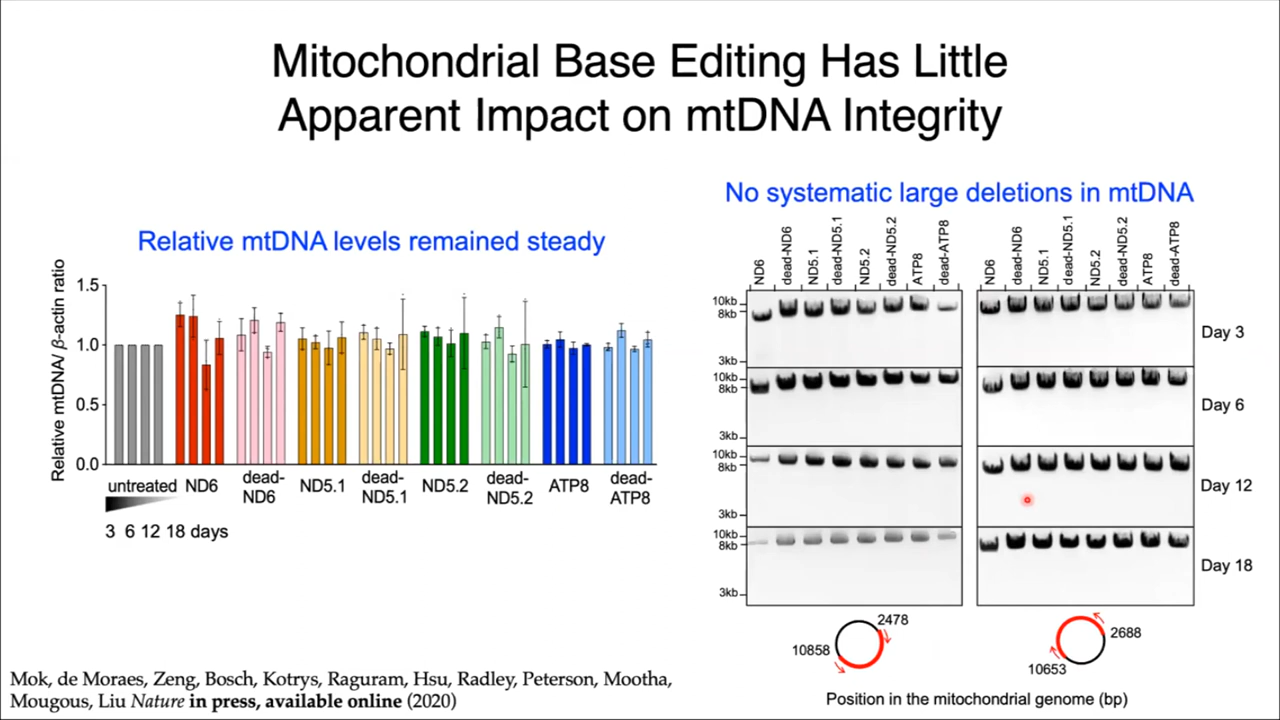 Mitochondrial Base Editing Has Little
Apparent Impact on mtDNA Integrity
Relative mtDNA levels remained steady
Relative mtDNA/ β-actin ratio
1.5
1.0
0.5
0.0
untreated
ND6
dead-
ND6
ND5.1
dead-
ND5.1
ND5.2
dead-
ND5.2
ATP8
dead-
ATP8
3 6 12 18 days
No systematic large deletions in mtDNA
ND6
dead-ND6
ND5.1
dead-ND5.1
ND5.2
dead-ND5.2
ATP8
dead-ATP8
ND6
dead-ND6
ND5.1
dead-ND5.1
ND5.2
dead-ND5.2
ATP8
dead-ATP8
10kb
8kb
3kb
Day 3
10kb
8kb
3kb
Day 6
10kb
8kb
3kb
Day 12
10kb
8kb
3kb
Day 18
2478
10858
2688
10653
Position in the mitochondrial genome (bp)
Mok, de Moraes, Zeng, Bosch, Kotrys, Raguram, Hsu, Radley, Peterson, Mootha,
Mougous, Liu Nature in press, available online (2020)